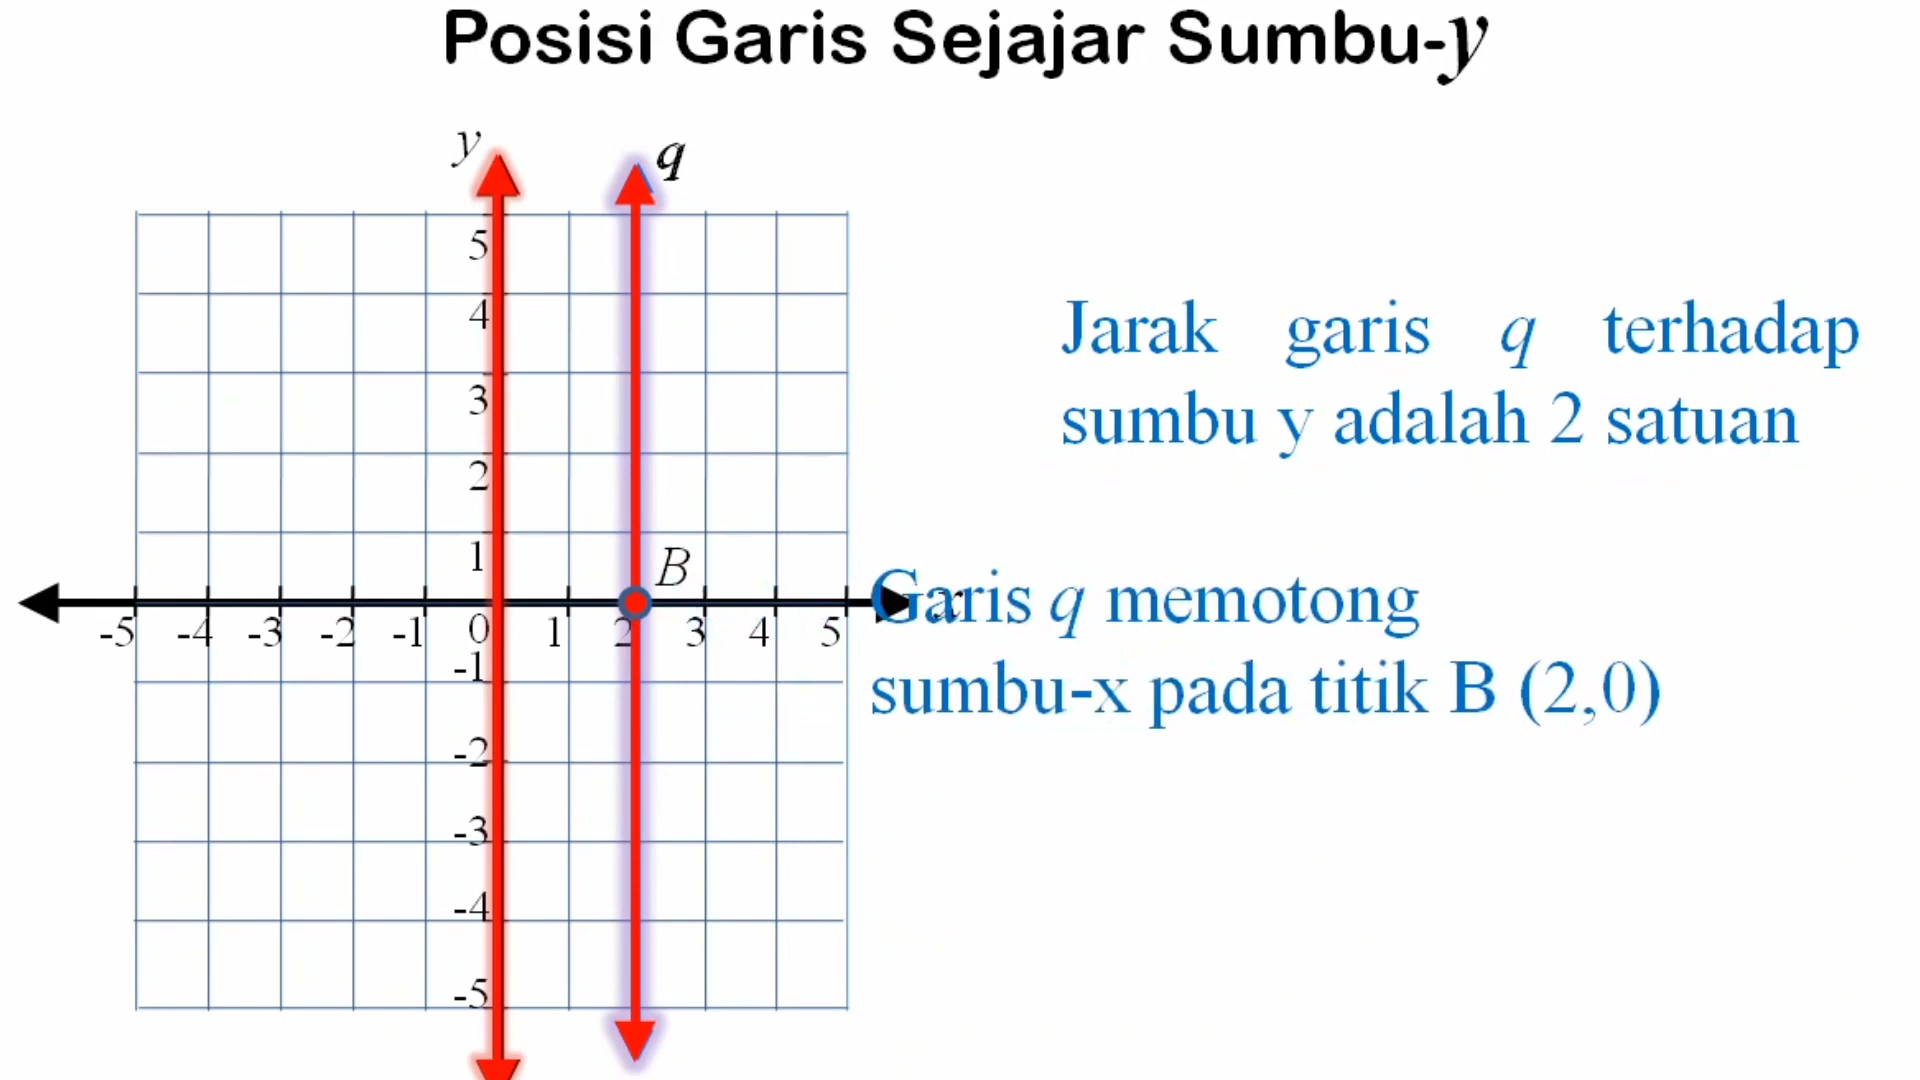 Posisi Garis Sejajar Sumbu-y
y
q
5
4
3
2
1
B
x
-5 -4 -3 -2 -1 0 1 2 3 4 5
-1
-2
-3
-4
-5
Jarak garis q terhadap
sumbu y adalah 2 satuan
Garis q memotong
sumbu-x pada titik B (2,0)